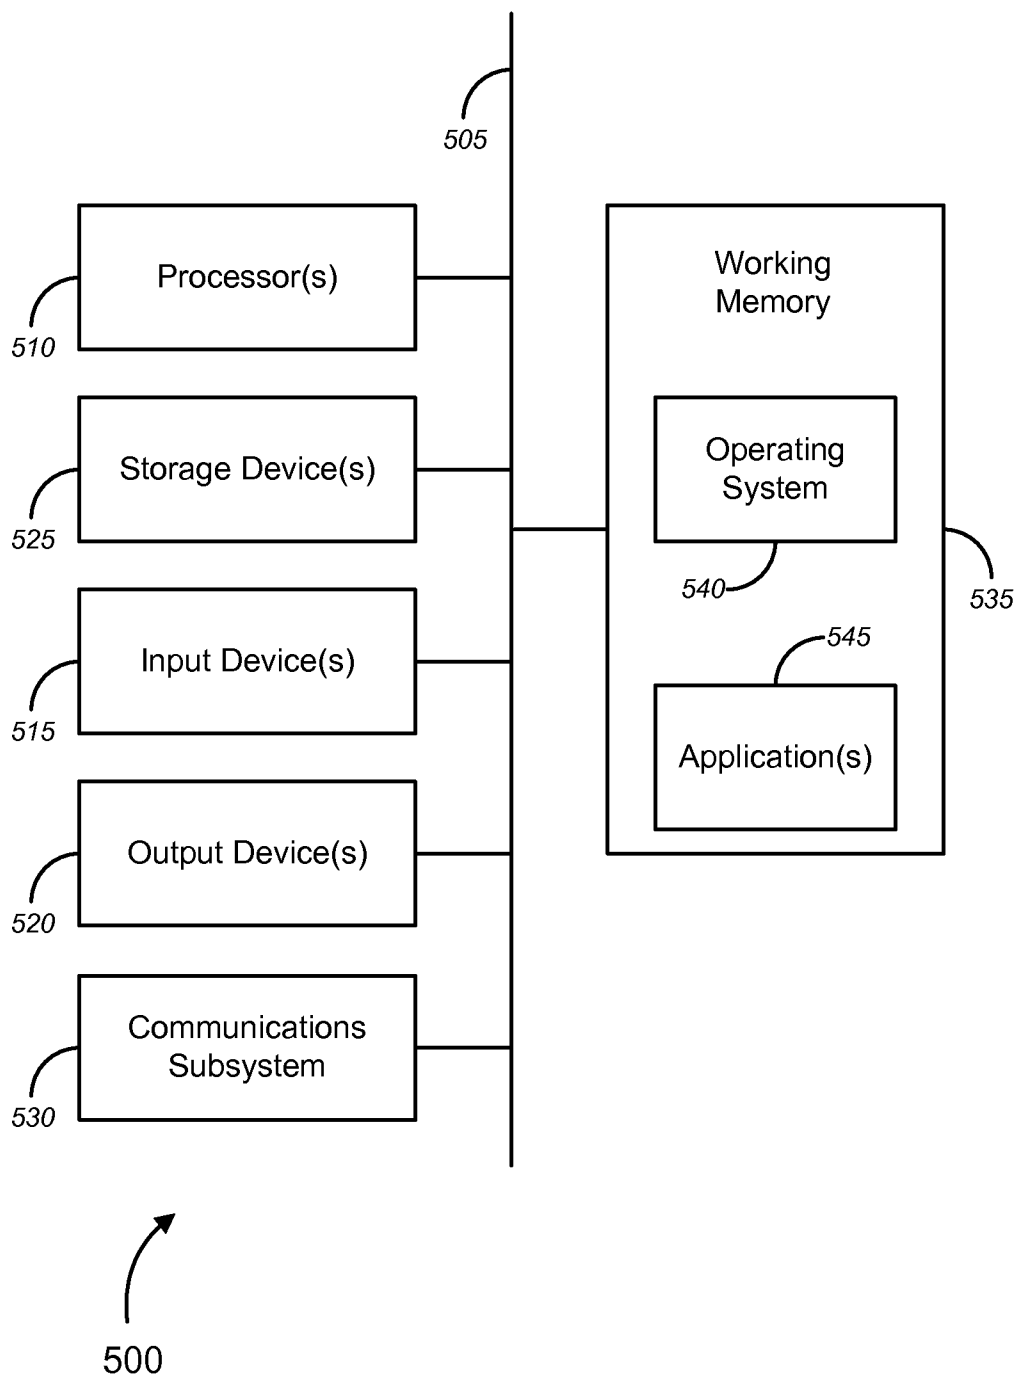 505
Processor(s)
510
Storage Device(s)
525
Input Device(s)
515
Output Device(s)
520
Communications
Subsystem
530
Working
Memory
Operating
System
540
535
545
Application(s)
500